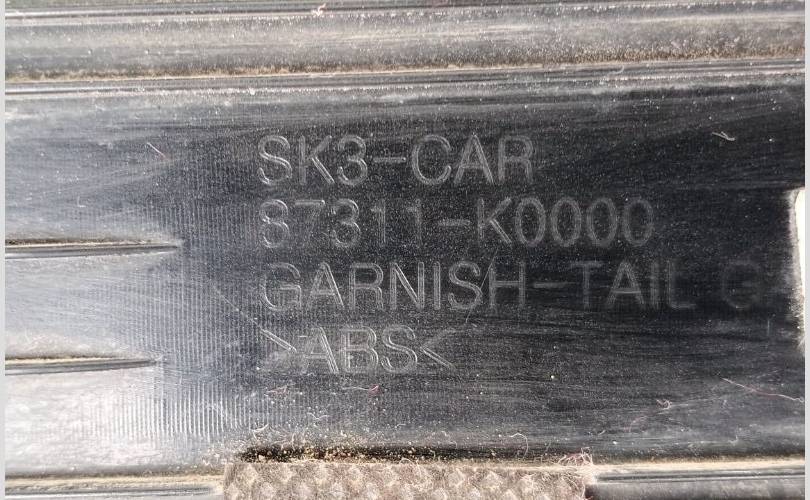 SK3-CAR
87311-K0000
GARNISH-TAIL G
>ABS<